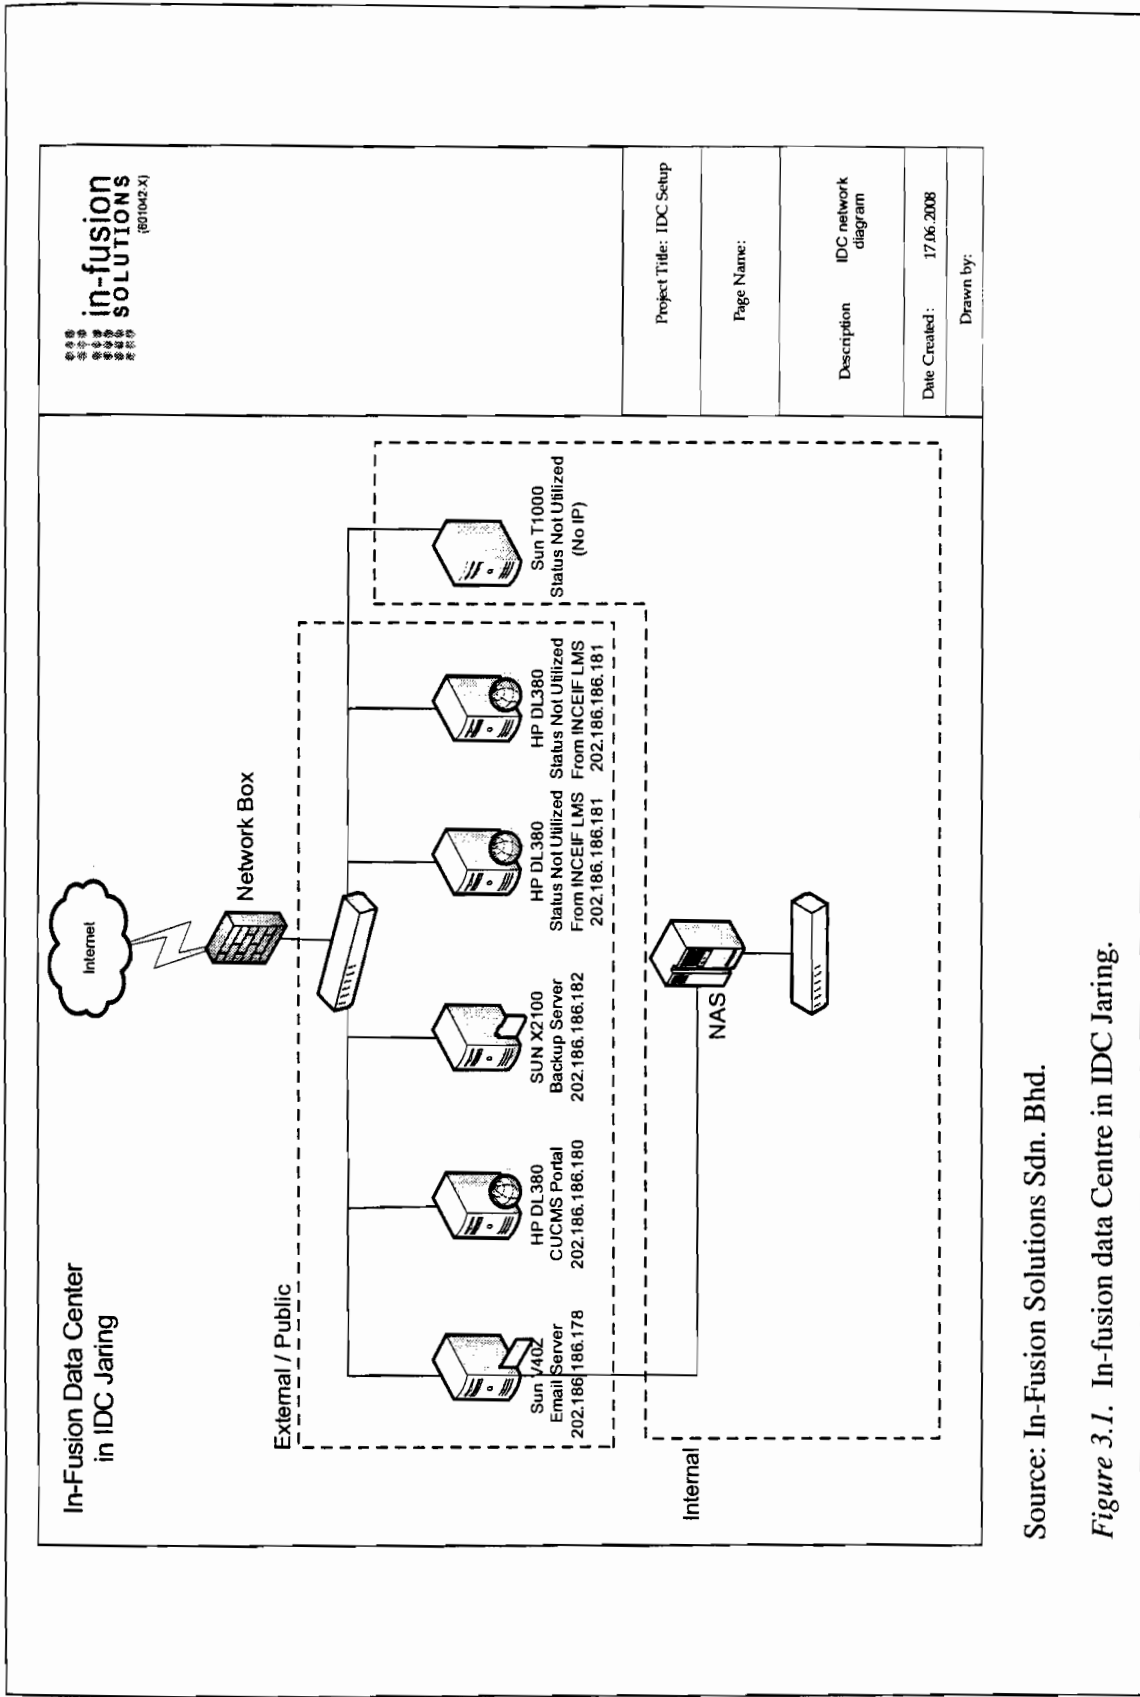 In-Fusion Data Center
in IDC Jaring
Internet
Network Box
External / Public
Sun V40Z
Email Server
202.186.186.178
HP DL380
CUCMS Portal
202.186.186.180
SUN X2100
Backup Server
202.186.186.182
HP DL380
Status Not Utilized
From INCEIF LMS
202.186.186.181
HP DL380
Status Not Utilized
From INCEIF LMS
202.186.186.181
Sun T1000
Status Not Utilized
(No IP)
Internal
NAS
in-fusion
SOLUTIONS
(601042-X)
Project Title: IDC Setup
Page Name:
Description IDC network
diagram
Date Created: 17.06.2008
Drawn by:
Source: In-Fusion Solutions Sdn. Bhd.
Figure 3.1. In-fusion data Centre in IDC Jaring.